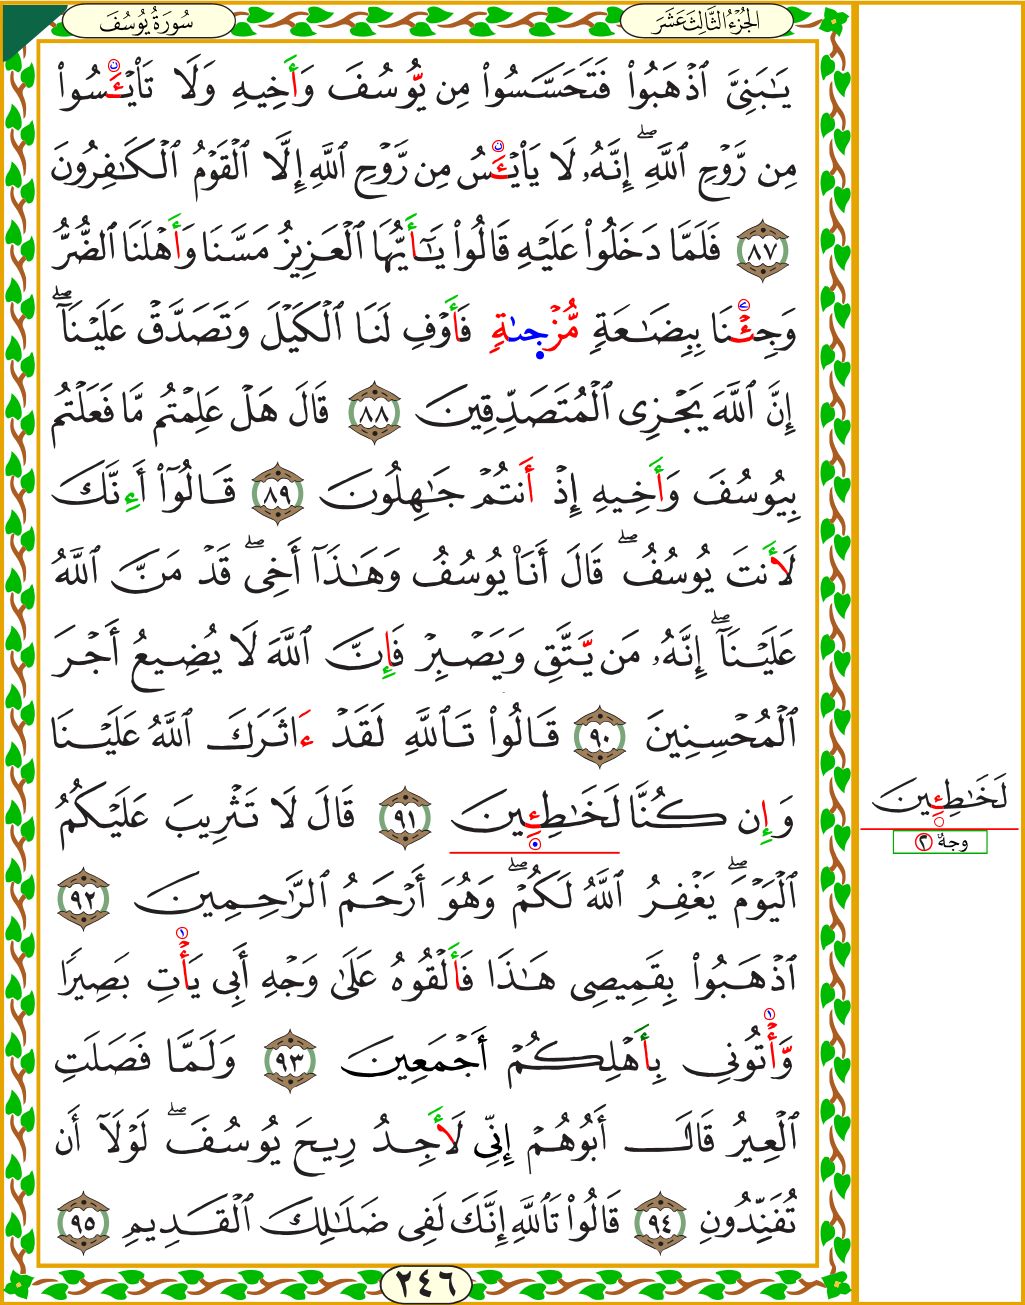 الجُزْءُ الثَّالِثَ عَشَرَ
سُورَةُ يُوسُفَ
يَٰبَنِىَّ ٱذْهَبُوا۟ فَتَحَسَّسُوا۟ مِن يُّوسُفَ وَأَخِيهِ وَلَا تَا۟يْـَٔسُوا۟
مِن رَّوْحِ ٱللَّهِۖ إِنَّهُۥ لَا يَا۟يْـَٔسُ مِن رَّوْحِ ٱللَّهِ إِلَّا ٱلْقَوْمُ ٱلْكَٰفِرُونَ
٨٧ فَلَمَّا دَخَلُوا۟ عَلَيْهِ قَالُوا۟ يَٰٓأَيُّهَا ٱلْعَزِيزُ مَسَّنَا وَأَهْلَنَا ٱلضُّرُّ
وَجِئْنَا بِبِضَٰعَةٍ مُّزْجىٰةٍ فَأَوْفِ لَنَا ٱلْكَيْلَ وَتَصَدَّقْ عَلَيْنَآۖ
إِنَّ ٱللَّهَ يَجْزِى ٱلْمُتَصَدِّقِينَ ٨٨ قَالَ هَلْ عَلِمْتُم مَّا فَعَلْتُم
بِيُوسُفَ وَأَخِيهِ إِذْ أَنتُمْ جَٰهِلُونَ ٨٩ قَالُوٓا۟ أَءِنَّكَ
لَأَنتَ يُوسُفُۖ قَالَ أَنَا۠ يُوسُفُ وَهَٰذَآ أَخِىۖ قَدْ مَنَّ ٱللَّهُ
عَلَيْنَآۖ إِنَّهُۥ مَن يَتَّقِ وَيَصْبِرْ فَإِنَّ ٱللَّهَ لَا يُضِيعُ أَجْرَ
ٱلْمُحْسِنِينَ ٩٠ قَالُوا۟ تَٱللَّهِ لَقَدْ ءَاثَرَكَ ٱللَّهُ عَلَيْنَا
وَإِن كُنَّا لَخَٰطِـِٔينَ ٩١ قَالَ لَا تَثْرِيبَ عَلَيْكُمُ
ٱلْيَوْمَۖ يَغْفِرُ ٱللَّهُ لَكُمْۖ وَهُوَ أَرْحَمُ ٱلرَّٰحِمِينَ ٩٢
ٱذْهَبُوا۟ بِقَمِيصِى هَٰذَا فَأَلْقُوهُ عَلَىٰ وَجْهِ أَبِى يَأْتِ بَصِيرًا
وَّأْتُونِى بِأَهْلِكُمْ أَجْمَعِينَ ٩٣ وَلَمَّا فَصَلَتِ
ٱلْعِيرُ قَالَ أَبُوهُمْ إِنِّى لَأَجِدُ رِيحَ يُوسُفَۖ لَوْلَآ أَن
تُفَنِّدُونِ ٩٤ قَالُوا۟ تَٱللَّهِ إِنَّكَ لَفِى ضَلَٰلِكَ ٱلْقَدِيمِ ٩٥
٢٤٦
لَخَٰطِـِٔينَ
وجهٌ ٢